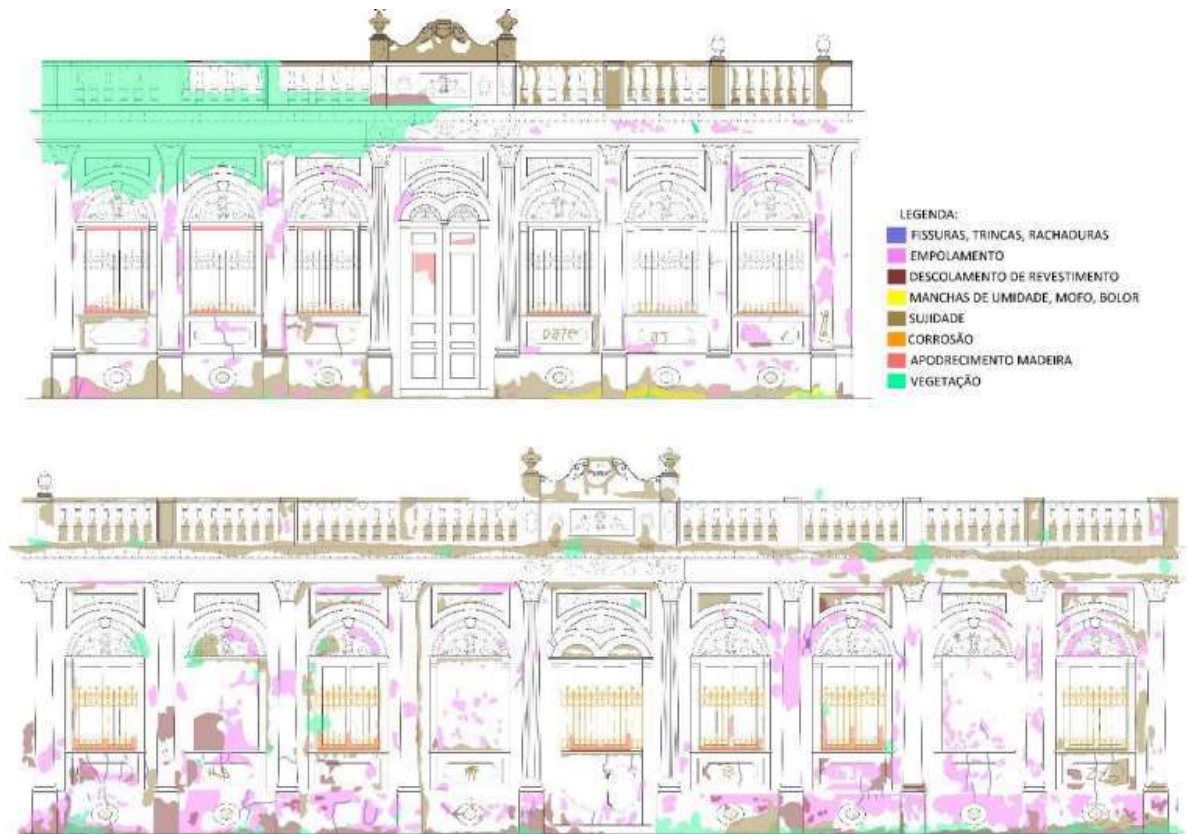 LEGENDA:
FISSURAS, TRINCAS, RACHADURAS
EMPOLAMENTO
DESCOLAMENTO DE REVESTIMENTO
MANCHAS DE UMIDADE, MOFO, BOLOR
SUJIDADE
CORROSÃO
APODRECIMENTO MADEIRA
VEGETAÇÃO